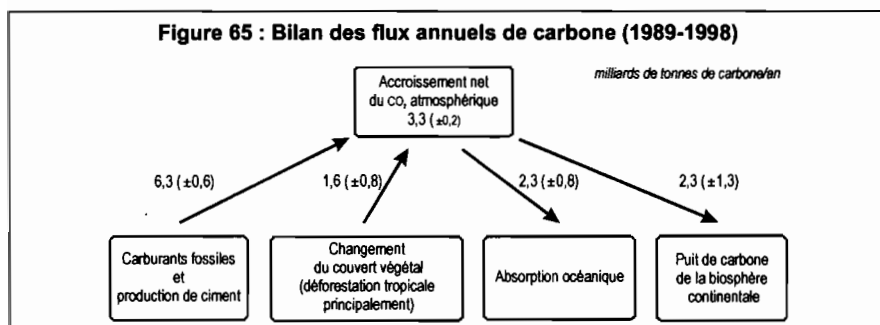 Figure 65 : Bilan des flux annuels de carbone (1989-1998)
milliards de tonnes de carbone/an
Accroissement net
du CO₂ atmosphérique
3,3 (±0,2)
6,3 (±0,6)
1,6 (±0,8)
2,3 (±0,8)
2,3 (±1,3)
Carburants fossiles
et
production de ciment
Changement
du couvert végétal
(déforestation tropicale
principalement)
Absorption océanique
Puit de carbone
de la biosphère
continentale